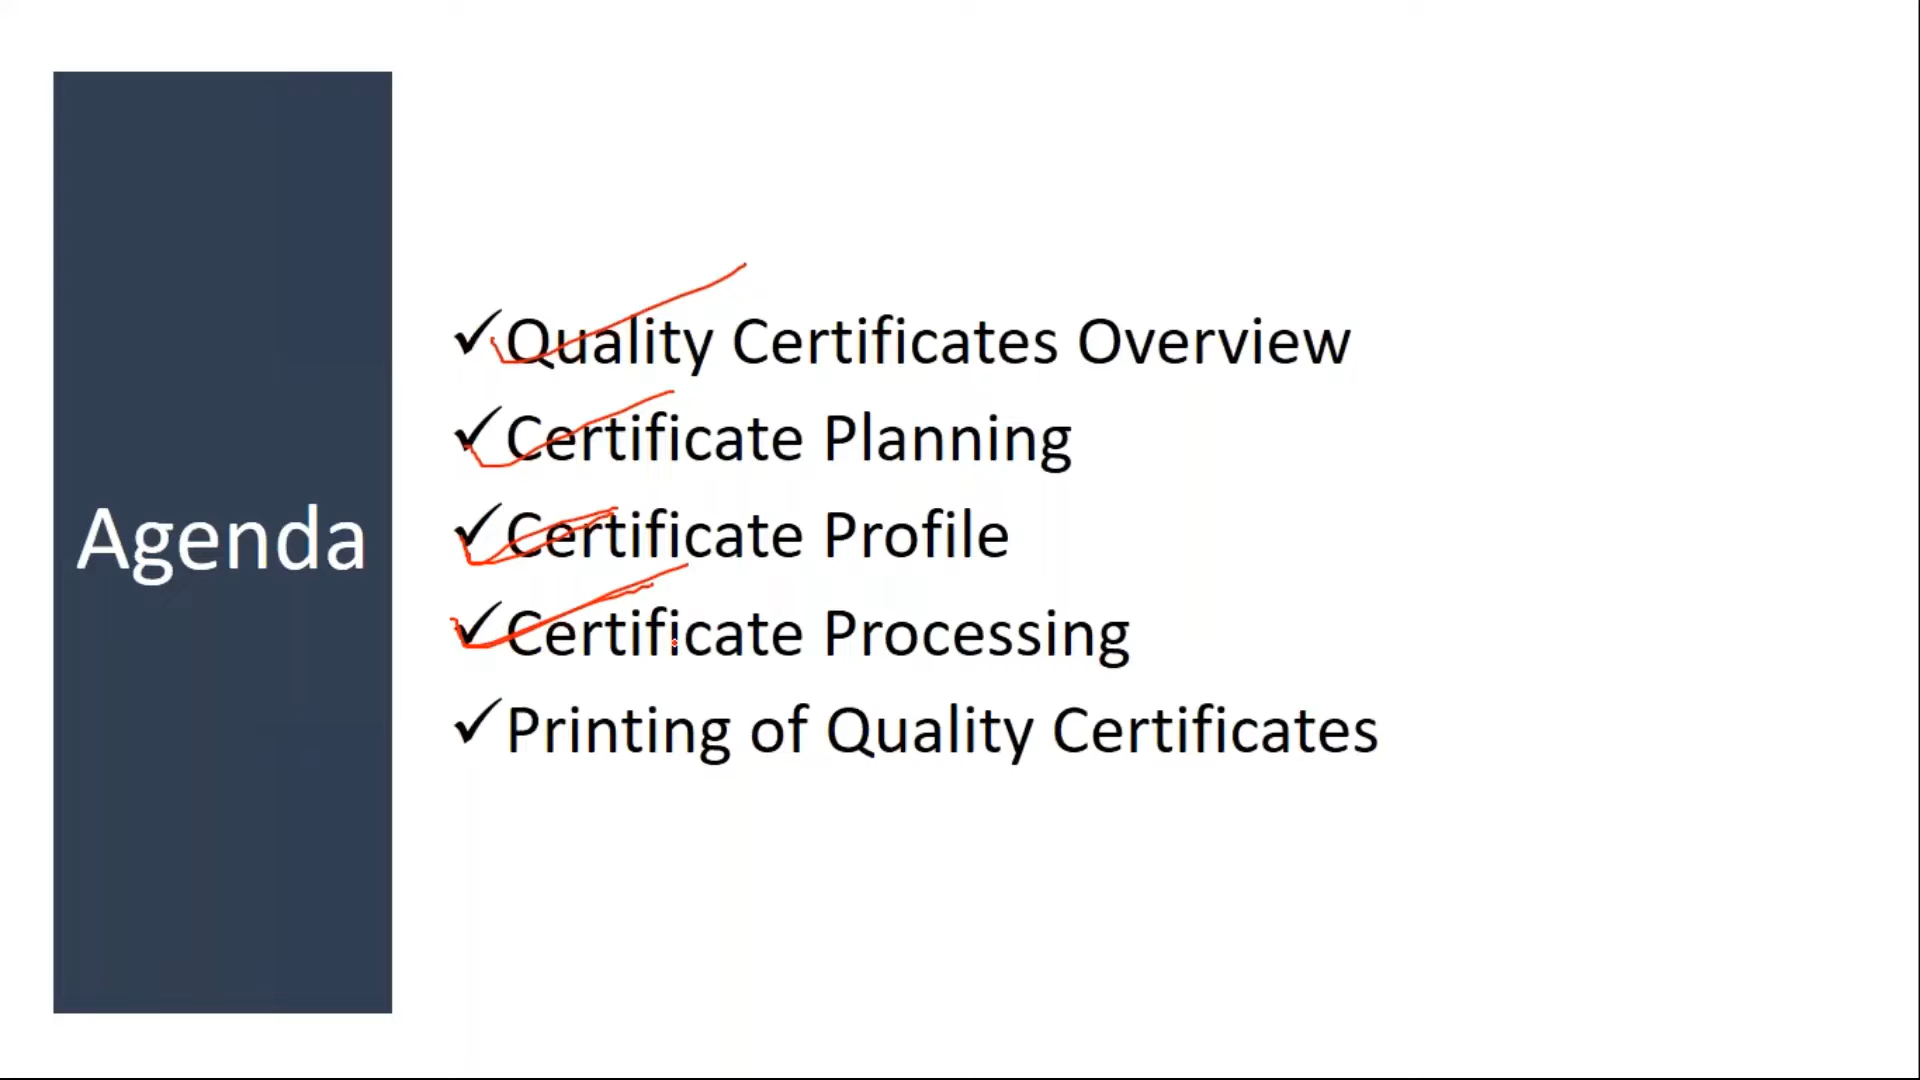 Agenda
✓Quality Certificates Overview
✓Certificate Planning
✓Certificate Profile
✓Certificate Processing
✓Printing of Quality Certificates